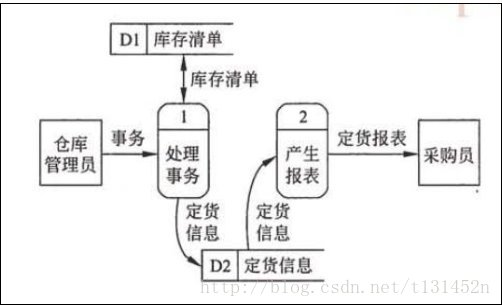 D1 库存清单
库存清单
1
处理
事务
2
产生
报表
仓库
管理员
事务
定货报表
采购员
定货
信息
定货
信息
D2 定货信息
http://blog.csdn.net/t131452n